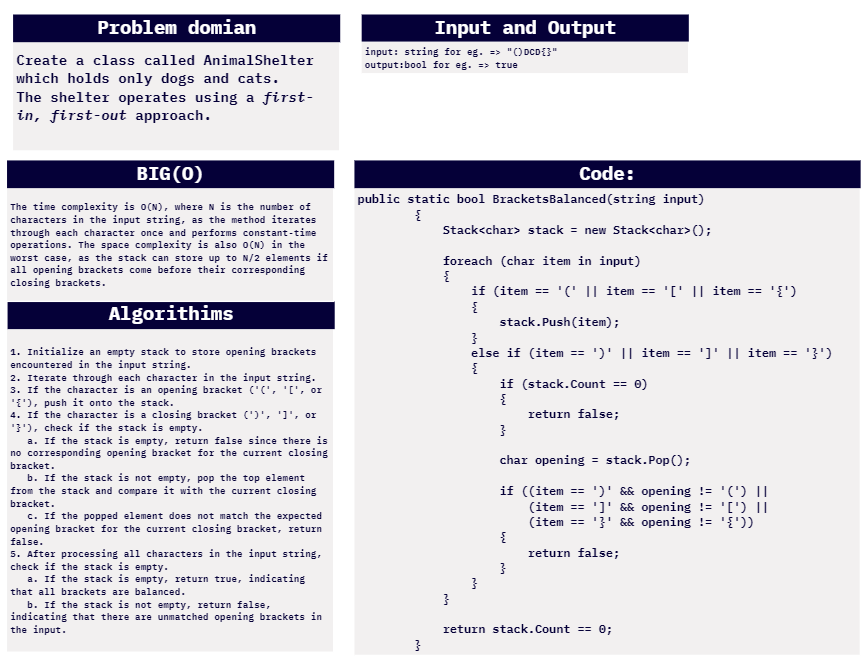 Problem domian
Create a class called AnimalShelter
which holds only dogs and cats.
The shelter operates using a first-
in, first-out approach.
Input and Output
input: string for eg. => "()DCD{}"
output:bool for eg. => true
BIG(O)
The time complexity is O(N), where N is the number of
characters in the input string, as the method iterates
through each character once and performs constant-time
operations. The space complexity is also O(N) in the
worst case, as the stack can store up to N/2 elements if
all opening brackets come before their corresponding
closing brackets.
Algorithims
1. Initialize an empty stack to store opening brackets
encountered in the input string.
2. Iterate through each character in the input string.
3. If the character is an opening bracket ('(', '[', or
'{'), push it onto the stack.
4. If the character is a closing bracket (')', ']', or
'}'), check if the stack is empty.
a. If the stack is empty, return false since there is
no corresponding opening bracket for the current closing
bracket.
b. If the stack is not empty, pop the top element
from the stack and compare it with the current closing
bracket.
c. If the popped element does not match the expected
opening bracket for the current closing bracket, return
false.
5. After processing all characters in the input string,
check if the stack is empty.
a. If the stack is empty, return true, indicating
that all brackets are balanced.
b. If the stack is not empty, return false,
indicating that there are unmatched opening brackets in
the input.
Code:
public static bool BracketsBalanced(string input)
{
Stack<char> stack = new Stack<char>();
foreach (char item in input)
{
if (item == '(' || item == '[' || item == '{')
{
stack.Push(item);
}
else if (item == ')' || item == ']' || item == '}')
{
if (stack.Count == 0)
{
return false;
}
char opening = stack.Pop();
if ((item == ')' && opening != '(') ||
(item == ']' && opening != '[') ||
(item == '}' && opening != '{'))
{
return false;
}
}
}
return stack.Count == 0;
}